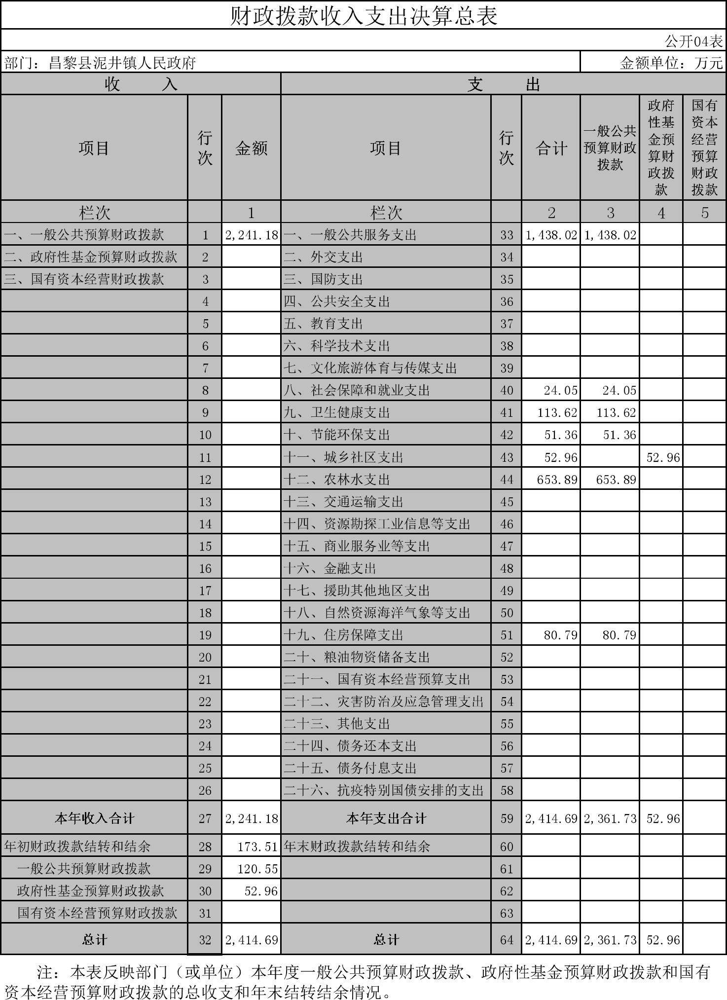 财政拨款收入支出决算总表
公开04表
部门：昌黎县泥井镇人民政府 金额单位：万元
收 入 支 出
项目 行次 金额 项目 行次 合计 一般公共预算财政拨款 政府性基金预算财政拨款 国有资本经营预算财政拨款
栏次 1 栏次 2 3 4 5
一、一般公共预算财政拨款 1 2,241.18 一、一般公共服务支出 33 1,438.02 1,438.02
二、政府性基金预算财政拨款 2 二、外交支出 34
三、国有资本经营财政拨款 3 三、国防支出 35
4 四、公共安全支出 36
5 五、教育支出 37
6 六、科学技术支出 38
7 七、文化旅游体育与传媒支出 39
8 八、社会保障和就业支出 40 24.05 24.05
9 九、卫生健康支出 41 113.62 113.62
10 十、节能环保支出 42 51.36 51.36
11 十一、城乡社区支出 43 52.96 52.96
12 十二、农林水支出 44 653.89 653.89
13 十三、交通运输支出 45
14 十四、资源勘探工业信息等支出 46
15 十五、商业服务业等支出 47
16 十六、金融支出 48
17 十七、援助其他地区支出 49
18 十八、自然资源海洋气象等支出 50
19 十九、住房保障支出 51 80.79 80.79
20 二十、粮油物资储备支出 52
21 二十一、国有资本经营预算支出 53
22 二十二、灾害防治及应急管理支出 54
23 二十三、其他支出 55
24 二十四、债务还本支出 56
25 二十五、债务付息支出 57
26 二十六、抗疫特别国债安排的支出 58
本年收入合计 27 2,241.18 本年支出合计 59 2,414.69 2,361.73 52.96
年初财政拨款结转和结余 28 173.51 年末财政拨款结转和结余 60
一般公共预算财政拨款 29 120.55 61
政府性基金预算财政拨款 30 52.96 62
国有资本经营预算财政拨款 31 63
总计 32 2,414.69 总计 64 2,414.69 2,361.73 52.96
注：本表反映部门（或单位）本年度一般公共预算财政拨款、政府性基金预算财政拨款和国有
资本经营预算财政拨款的总收支和年末结转结余情况。